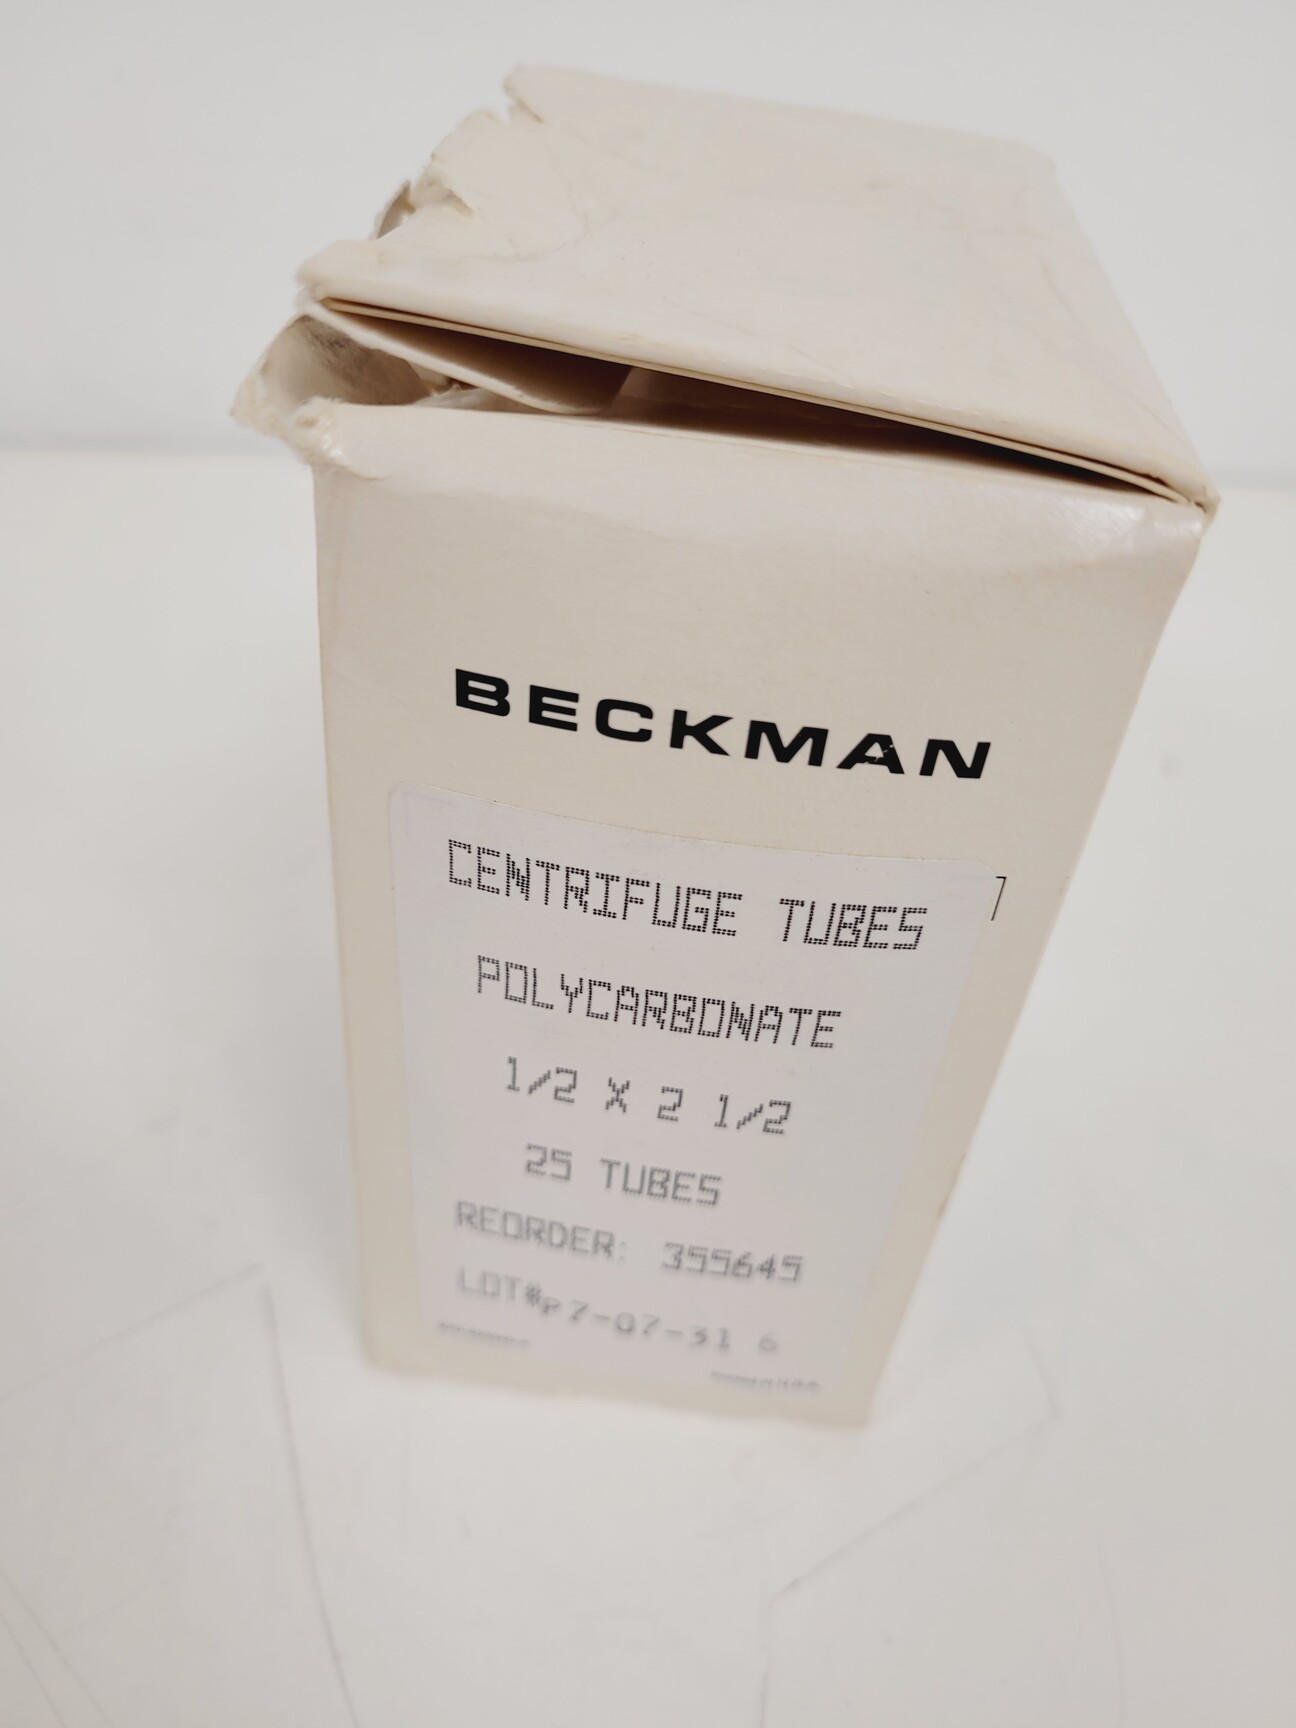 BECKMAN
CENTRIFUGE TUBES
POLYCARBONATE
1/2 X 2 1/2
25 TUBES
REORDER: 355645
LOT#P7-07-31 6